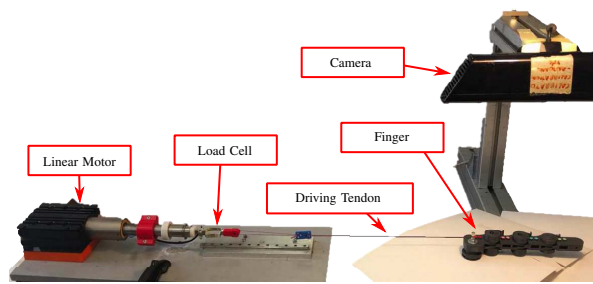 Camera
Finger
Load Cell
Linear Motor
Driving Tendon